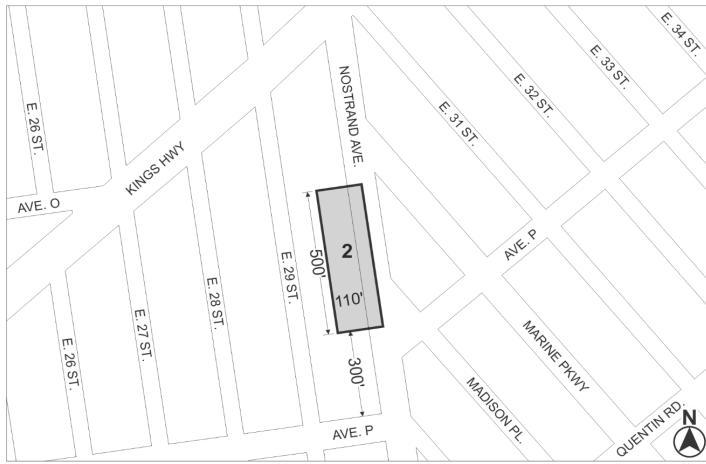 E. 34 ST.
E. 33 ST.
E. 32 ST.
E. 31 ST.
NOSTRAND AVE.
E. 26 ST.
KINGS HWY
AVE. O
AVE. P
2
500'
110'
300'
E. 29 ST.
E. 28 ST.
E. 27 ST.
E. 26 ST.
MARINE PKWY
MADISON PL.
QUENTIN RD.
AVE. P
N